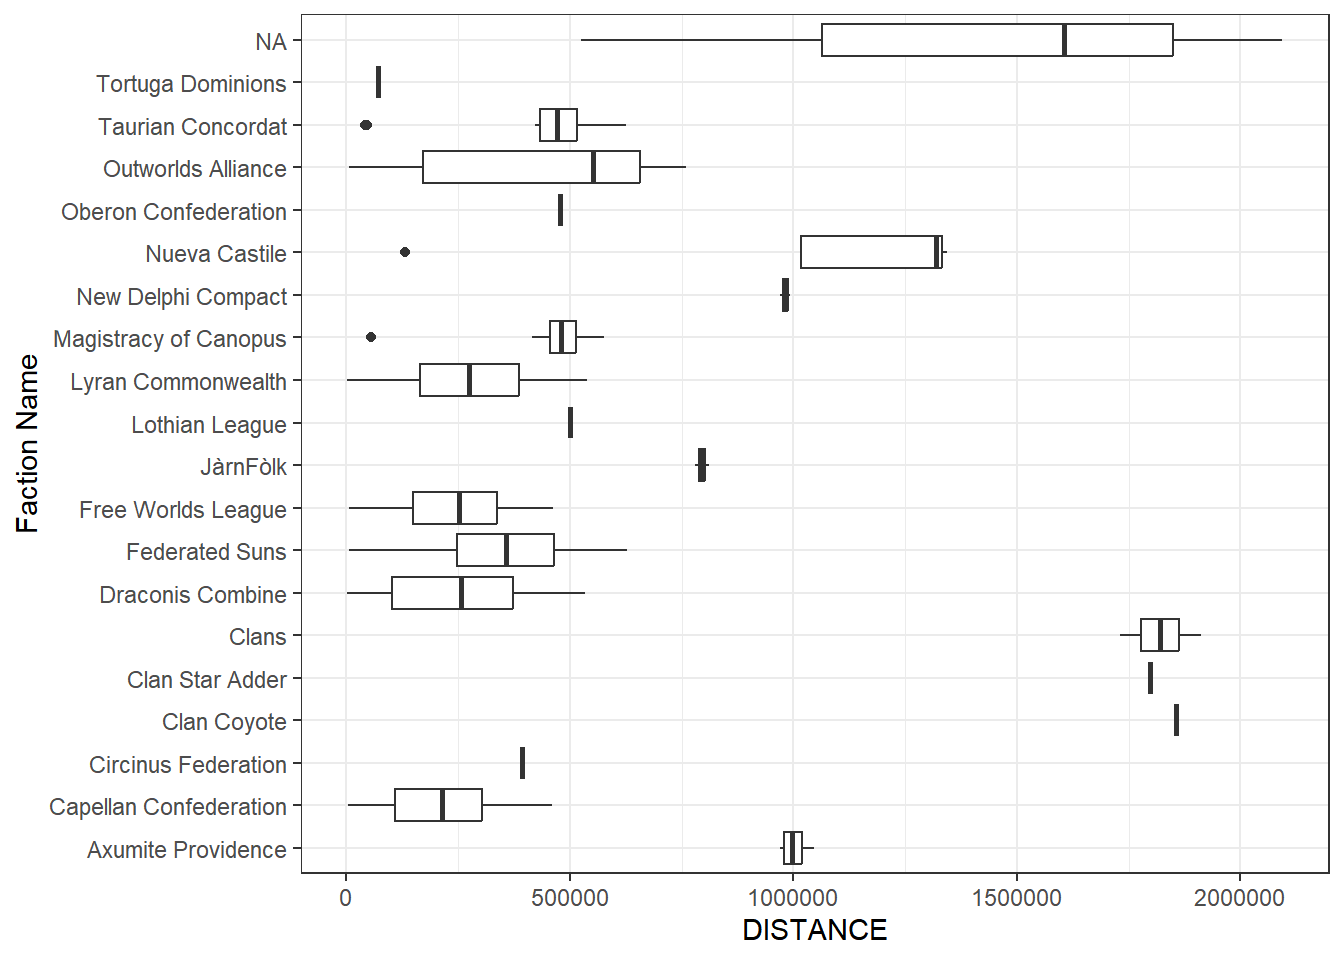 NA
Tortuga Dominions
Taurian Concordat
Outworlds Alliance
Oberon Confederation
Nueva Castile
New Delphi Compact
Magistracy of Canopus
Lyran Commonwealth
Lothian League
JàrnFòlk
Free Worlds League
Federated Suns
Draconis Combine
Clans
Clan Star Adder
Clan Coyote
Circinus Federation
Capellan Confederation
Axumite Providence
Faction Name
0 500000 1000000 1500000 2000000
DISTANCE